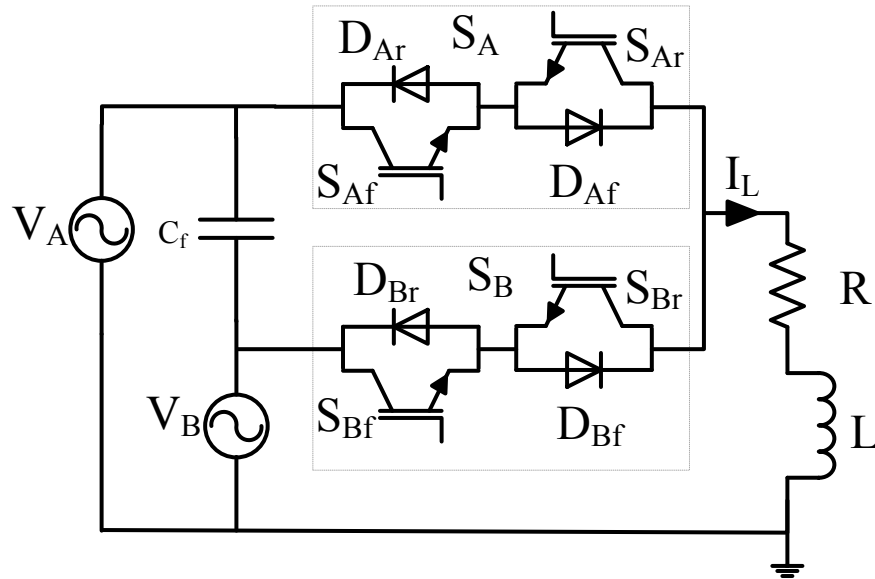 D_Ar S_A S_Ar
S_Af D_Af
V_A C_f I_L
D_Br S_B S_Br
R
V_B S_Bf D_Bf L